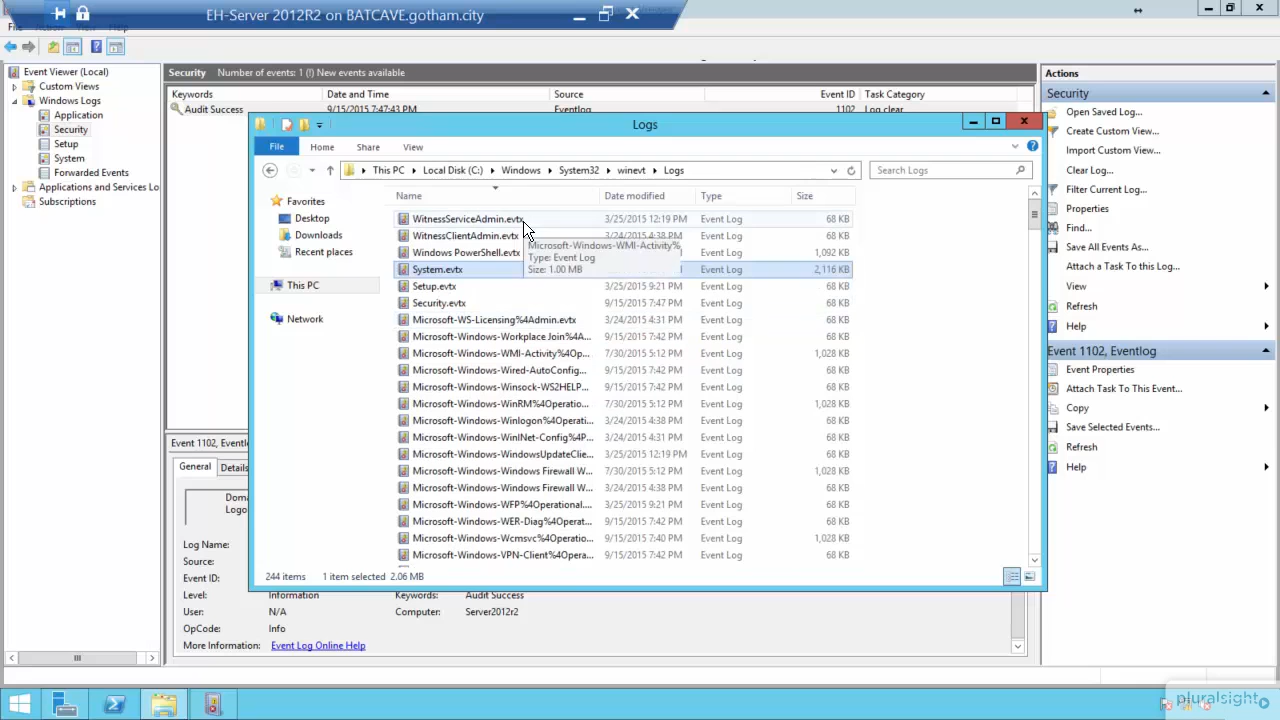 EH-Server 2012R2 on BATCAVE.gotham.city
File Action View Help
Event Viewer (Local)
Custom Views
Windows Logs
Application
Security
Setup
System
Forwarded Events
Applications and Services Lo
Subscriptions
Security Number of events: 1 (!) New events available
Keywords Date and Time Source Event ID Task Category
Audit Success 9/15/2015 7:47:43 PM Eventlog 1102 Log clear
Logs
File Home Share View
This PC Local Disk (C:) Windows System32 winevt Logs Search Logs
Favorites
Desktop
Downloads
Recent places
This PC
Network
Name Date modified Type Size
WitnessServiceAdmin.evtx 3/25/2015 12:19 PM Event Log 68 KB
WitnessClientAdmin.evtx 3/24/2015 4:38 PM Event Log 68 KB
Windows PowerShell.evtx Event Log 1,092 KB
System.evtx Event Log 2,116 KB
Microsoft-Windows-WMI-Activity%
Type: Event Log
Size: 1.00 MB
Setup.evtx 3/25/2015 9:21 PM Event Log 68 KB
Security.evtx 9/15/2015 7:47 PM Event Log 68 KB
Microsoft-WS-Licensing%4Admin.evtx 3/24/2015 4:31 PM Event Log 68 KB
Microsoft-Windows-Workplace Join%4A... 9/15/2015 7:42 PM Event Log 68 KB
Microsoft-Windows-WMI-Activity%4Op... 7/30/2015 5:12 PM Event Log 1,028 KB
Microsoft-Windows-Wired-AutoConfig... 9/15/2015 7:42 PM Event Log 68 KB
Microsoft-Windows-Winsock-WS2HELP... 9/15/2015 7:42 PM Event Log 68 KB
Microsoft-Windows-WinRM%4Operatio... 7/30/2015 5:12 PM Event Log 1,028 KB
Microsoft-Windows-Winlogon%4Operati... 3/24/2015 4:38 PM Event Log 68 KB
Microsoft-Windows-WinINet-Config%4P... 3/24/2015 4:31 PM Event Log 68 KB
Microsoft-Windows-WindowsUpdateClie... 3/25/2015 12:19 PM Event Log 68 KB
Microsoft-Windows-Windows Firewall W... 7/30/2015 5:12 PM Event Log 1,028 KB
Microsoft-Windows-Windows Firewall W... 3/24/2015 4:38 PM Event Log 68 KB
Microsoft-Windows-WFP%4Operational.... 3/25/2015 9:21 PM Event Log 68 KB
Microsoft-Windows-WER-Diag%4Operat... 9/15/2015 7:42 PM Event Log 68 KB
Microsoft-Windows-Wcmsvc%4Operatio... 9/15/2015 7:40 PM Event Log 1,028 KB
Microsoft-Windows-VPN-Client%4Opera... 9/15/2015 7:42 PM Event Log 68 KB
244 items 1 item selected 2.06 MB
Event 1102, Eventl
General Details
Doma
Logo
Log Name:
Source:
Event ID:
Level: Information Keywords: Audit Success
User: N/A Computer: Server2012r2
OpCode: Info
More Information: Event Log Online Help
Actions
Security
Open Saved Log...
Create Custom View...
Import Custom View...
Clear Log...
Filter Current Log...
Properties
Find...
Save All Events As...
Attach a Task To this Log...
View
Refresh
Help
Event 1102, Eventlog
Event Properties
Attach Task To This Event...
Copy
Save Selected Events...
Refresh
Help
pluralsight